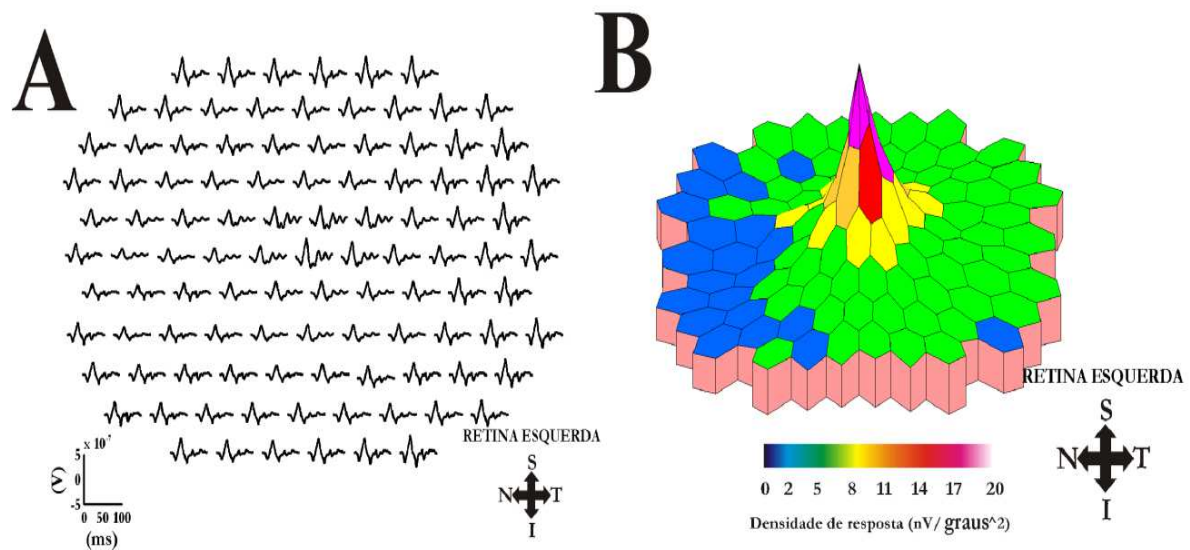 A
B
x 10⁻⁷
5
0
-5
(V)
0 50 100
(ms)
RETINA ESQUERDA
S
N T
I
RETINA ESQUERDA
S
N T
I
0 2 5 8 11 14 17 20
Densidade de resposta (nV/ graus^2)